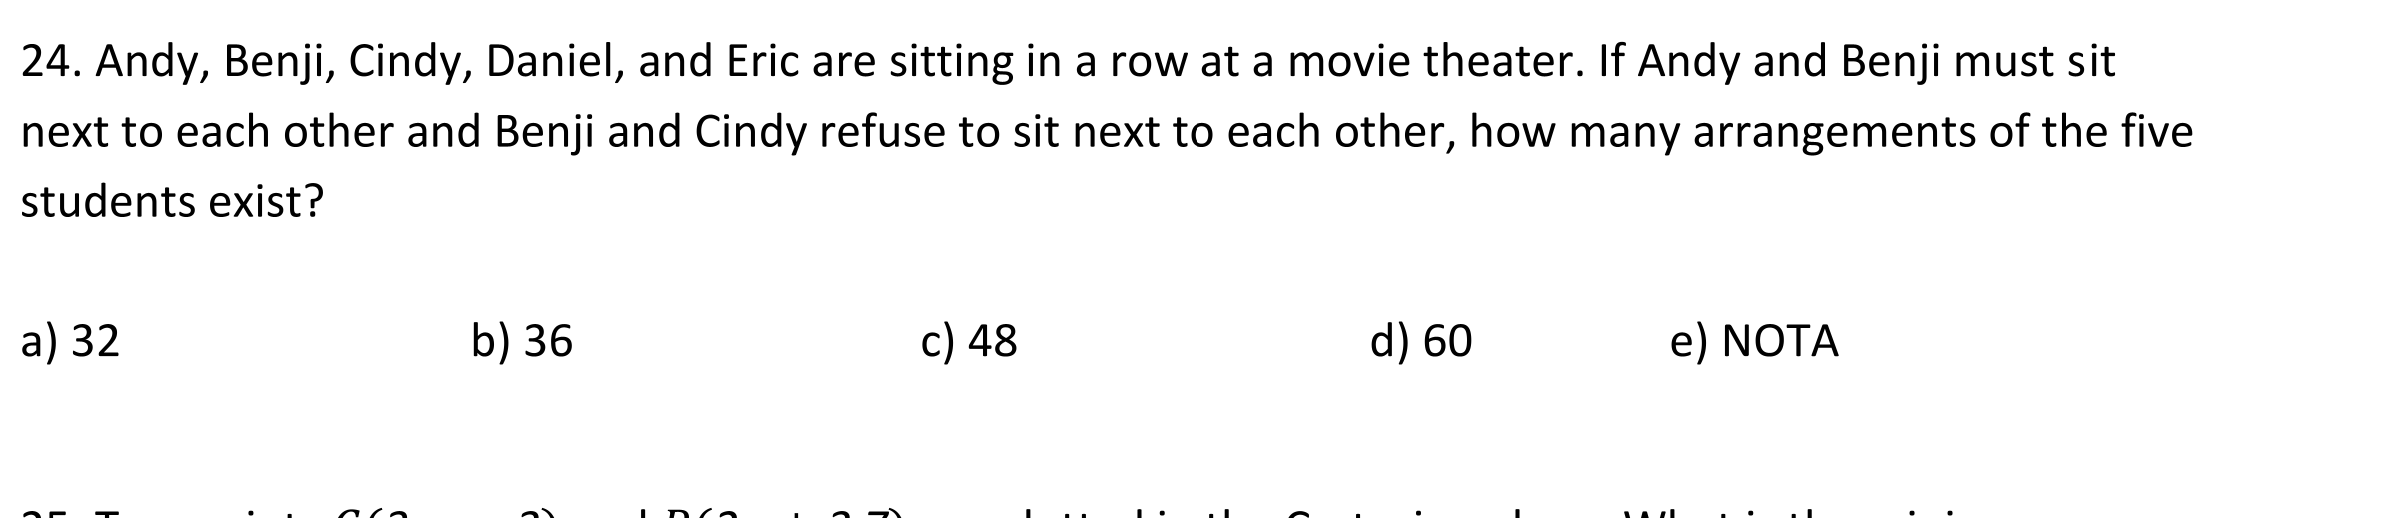 24. Andy, Benji, Cindy, Daniel, and Eric are sitting in a row at a movie theater. If Andy and Benji must sit
next to each other and Benji and Cindy refuse to sit next to each other, how many arrangements of the five
students exist?
a) 32 b) 36 c) 48 d) 60 e) NOTA